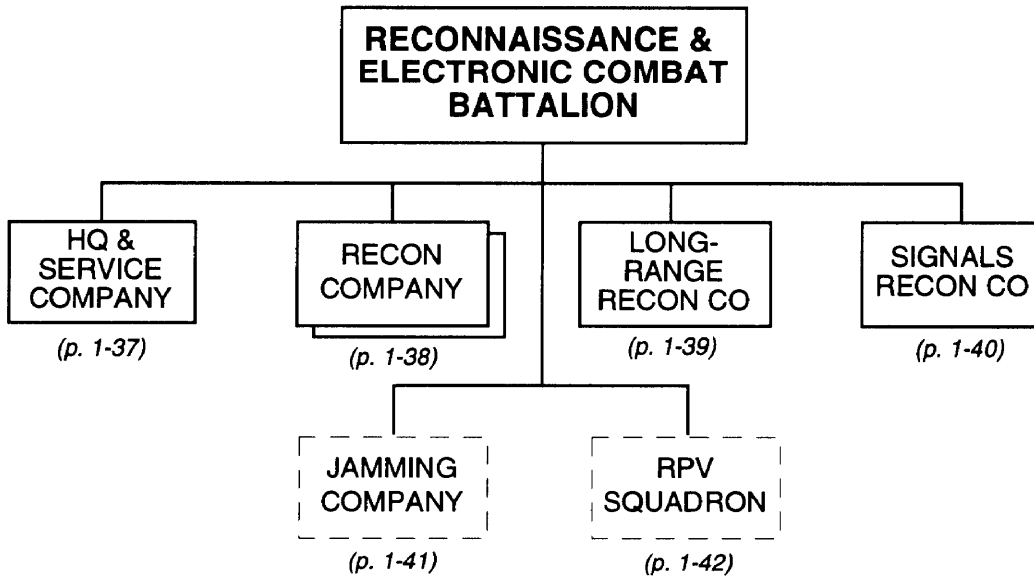 RECONNAISSANCE &
ELECTRONIC COMBAT
BATTALION
HQ &
SERVICE
COMPANY
(p. 1-37)
RECON
COMPANY
(p. 1-38)
LONG-
RANGE
RECON CO
(p. 1-39)
SIGNALS
RECON CO
(p. 1-40)
JAMMING
COMPANY
(p. 1-41)
RPV
SQUADRON
(p. 1-42)